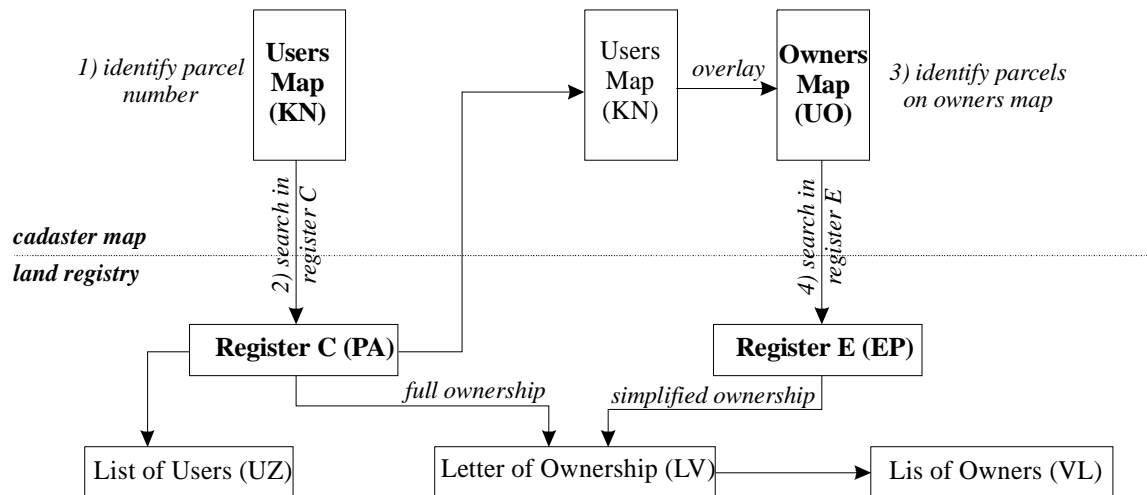 1) identify parcel
number
Users
Map
(KN)
Users
Map
(KN)
overlay
Owners
Map
(UO)
3) identify parcels
on owners map
2) search in
register C
4) search in
register E
cadaster map
land registry
Register C (PA)
Register E (EP)
full ownership
simplified ownership
List of Users (UZ)
Letter of Ownership (LV)
Lis of Owners (VL)